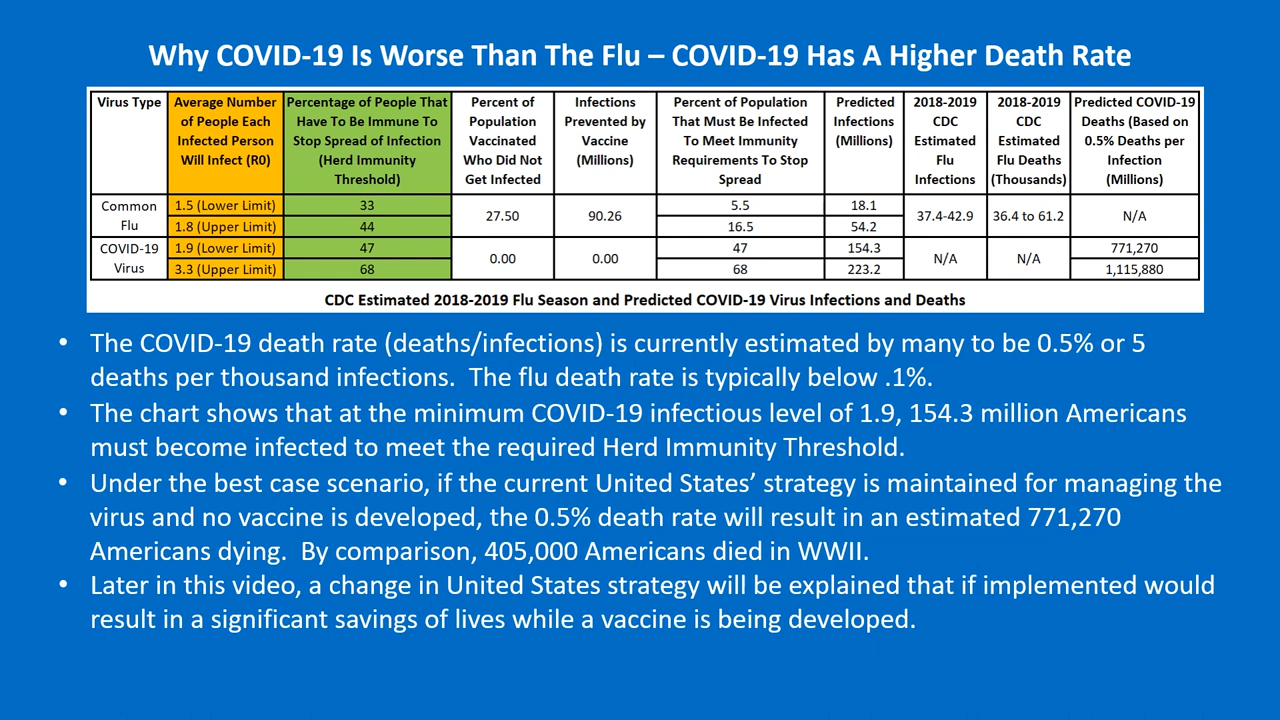 Why COVID-19 Is Worse Than The Flu – COVID-19 Has A Higher Death Rate
Virus Type
Average Number
of People Each
Infected Person
Will Infect (R0)
Percentage of People That
Have To Be Immune To
Stop Spread of Infection
(Herd Immunity
Threshold)
Percent of
Population
Vaccinated
Who Did Not
Get Infected
Infections
Prevented by
Vaccine
(Millions)
Percent of Population
That Must Be Infected
To Meet Immunity
Requirements To Stop
Spread
Predicted
Infections
(Millions)
2018-2019
CDC
Estimated
Flu
Infections
2018-2019
CDC
Estimated
Flu Deaths
(Thousands)
Predicted COVID-19
Deaths (Based on
0.5% Deaths per
Infection
(Millions)
Common
Flu
1.5 (Lower Limit)
33
27.50
90.26
5.5
18.1
37.4-42.9
36.4 to 61.2
N/A
1.8 (Upper Limit)
44
16.5
54.2
COVID-19
Virus
1.9 (Lower Limit)
47
0.00
0.00
47
154.3
N/A
N/A
771,270
3.3 (Upper Limit)
68
68
223.2
1,115,880
CDC Estimated 2018-2019 Flu Season and Predicted COVID-19 Virus Infections and Deaths
• The COVID-19 death rate (deaths/infections) is currently estimated by many to be 0.5% or 5
deaths per thousand infections. The flu death rate is typically below .1%.
• The chart shows that at the minimum COVID-19 infectious level of 1.9, 154.3 million Americans
must become infected to meet the required Herd Immunity Threshold.
• Under the best case scenario, if the current United States’ strategy is maintained for managing the
virus and no vaccine is developed, the 0.5% death rate will result in an estimated 771,270
Americans dying. By comparison, 405,000 Americans died in WWII.
• Later in this video, a change in United States strategy will be explained that if implemented would
result in a significant savings of lives while a vaccine is being developed.